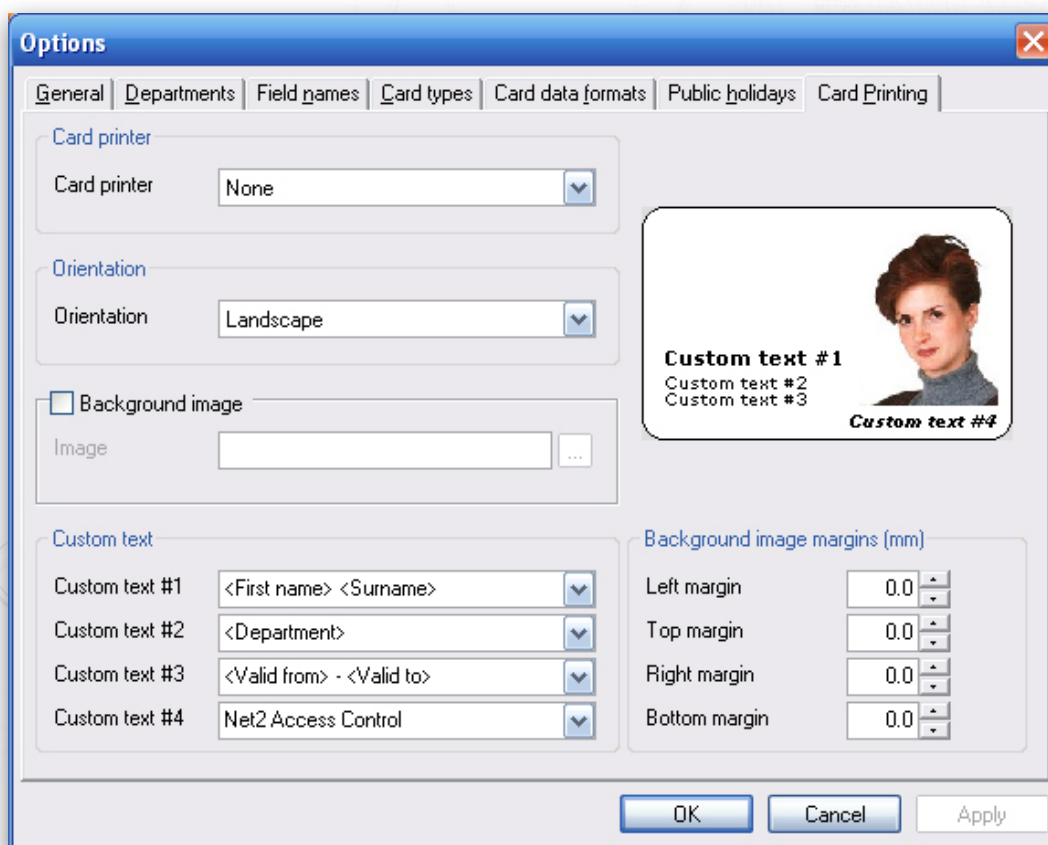 Options
General Departments Field names Card types Card data formats Public holidays Card Printing
Card printer
Card printer None
Orientation
Orientation Landscape
Background image
Image ...
Custom text #1
Custom text #2
Custom text #3
Custom text #4
Custom text
Custom text #1 <First name> <Surname>
Custom text #2 <Department>
Custom text #3 <Valid from> - <Valid to>
Custom text #4 Net2 Access Control
Background image margins (mm)
Left margin 0.0
Top margin 0.0
Right margin 0.0
Bottom margin 0.0
OK Cancel Apply